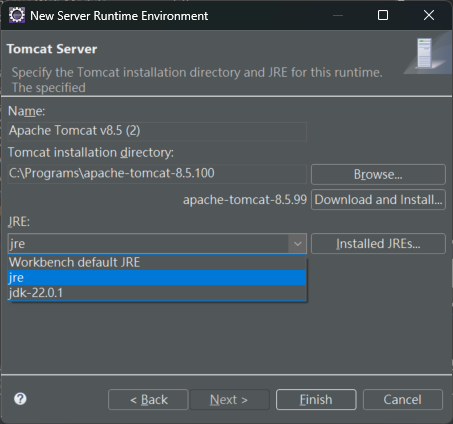 New Server Runtime Environment
Tomcat Server
Specify the Tomcat installation directory and JRE for this runtime.
The specified
Name:
Apache Tomcat v8.5 (2)
Tomcat installation directory:
C:\Programs\apache-tomcat-8.5.100
Browse...
apache-tomcat-8.5.99
Download and Install...
JRE:
jre
Installed JREs...
Workbench default JRE
jre
jdk-22.0.1
?
< Back
Next >
Finish
Cancel